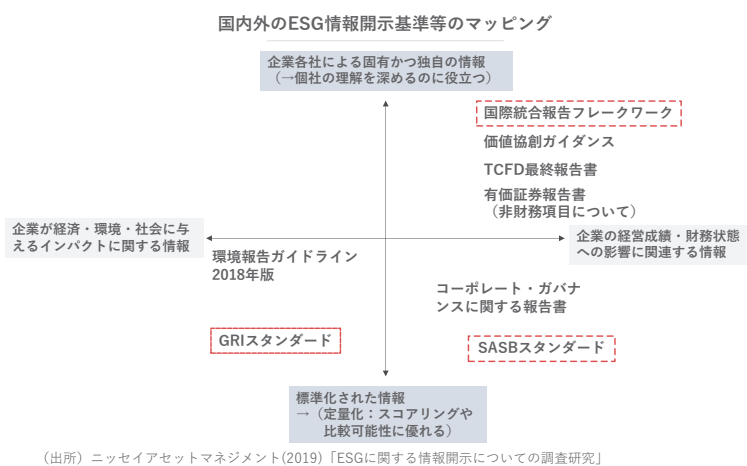 国内外のESG情報開示基準等のマッピング
企業各社による固有かつ独自の情報
（→個社の理解を深めるのに役立つ）
国際統合報告フレークワーク
価値協創ガイダンス
TCFD最終報告書
有価証券報告書
（非財務項目について）
企業が経済・環境・社会に与
えるインパクトに関する情報
企業の経営成績・財務状態
への影響に関連する情報
環境報告ガイドライン
2018年版
コーポレート・ガバナ
ンスに関する報告書
GRIスタンダード
SASBスタンダード
標準化された情報
→（定量化：スコアリングや
比較可能性に優れる）
（出所）ニッセイアセットマネジメント(2019)「ESGに関する情報開示についての調査研究」